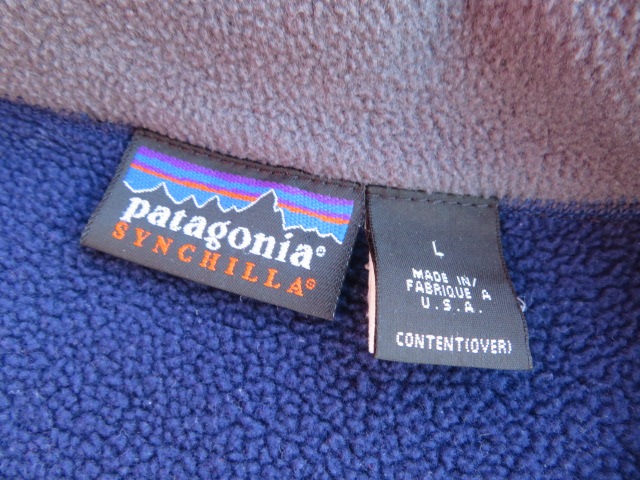 patagonia®
SYNCHILLA®
L
MADE IN/
FABRIQUE A
U.S.A.
CONTENT(OVER)